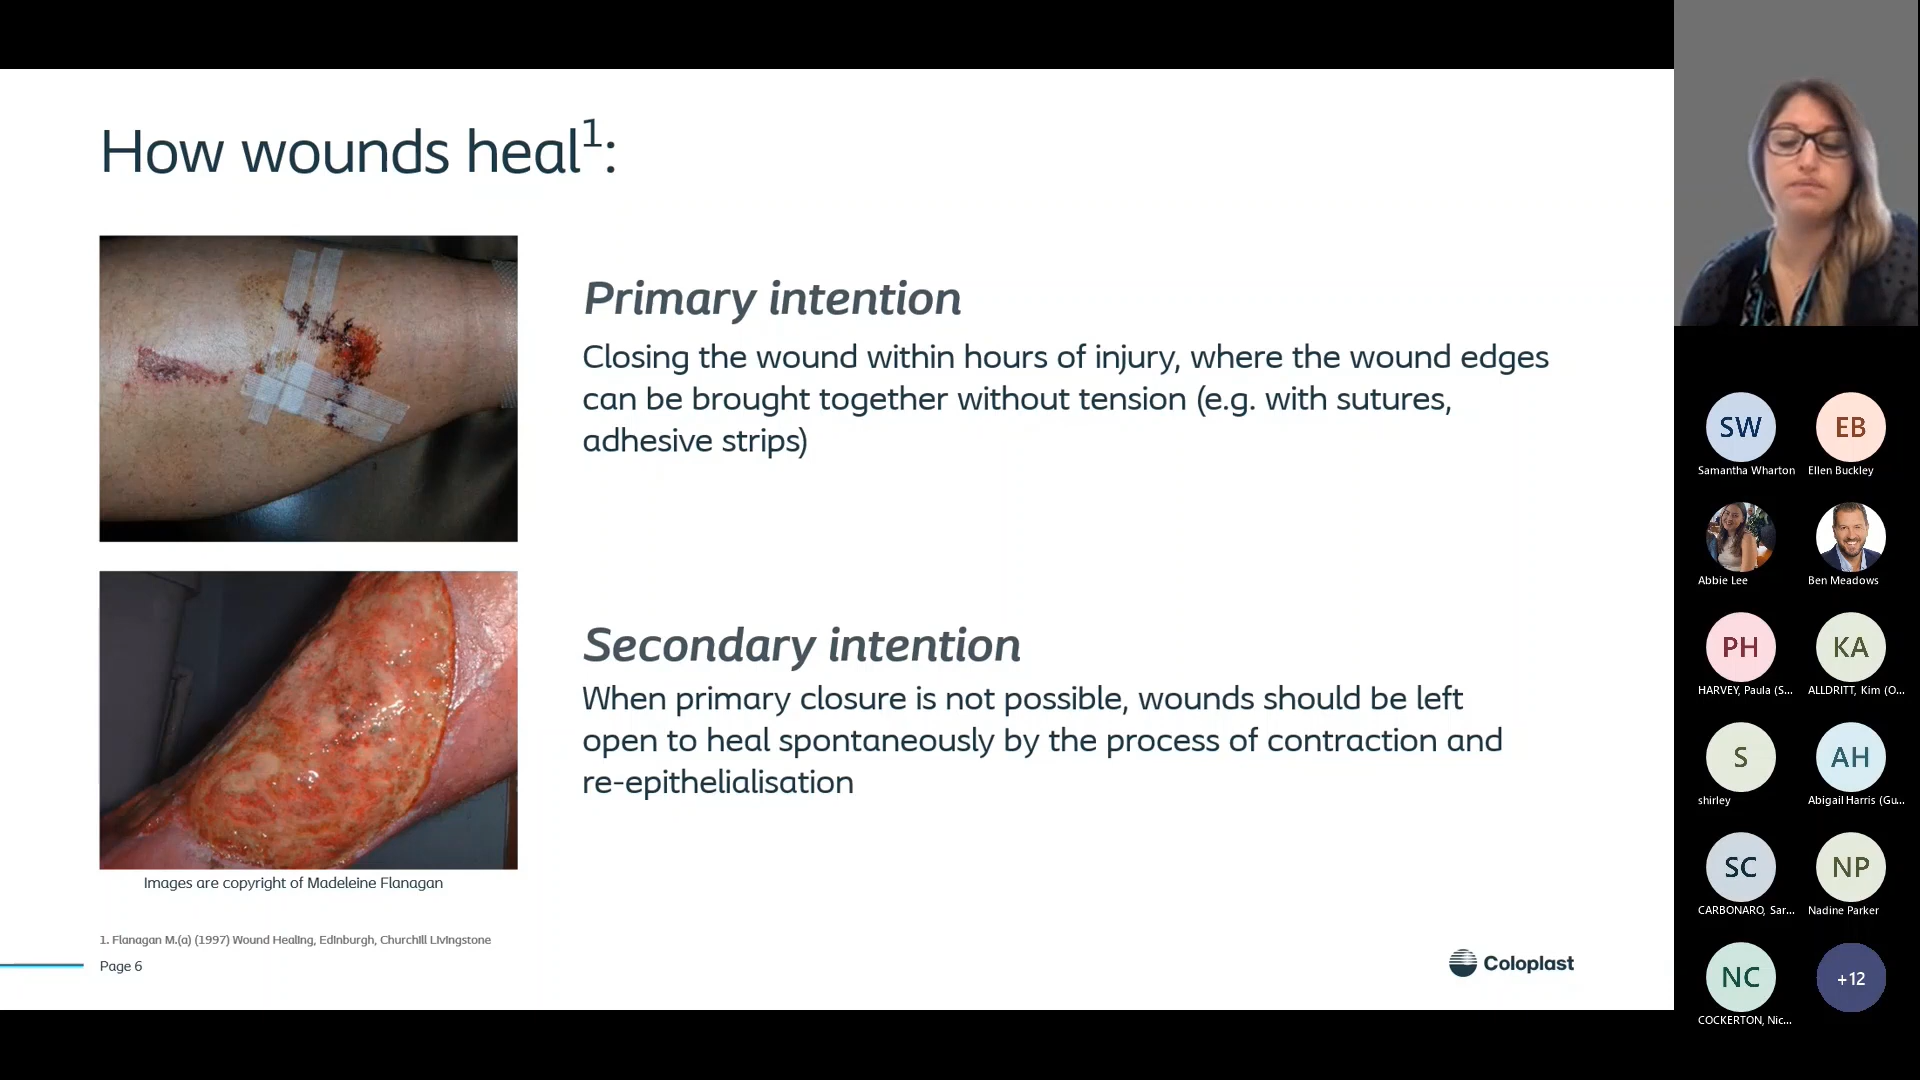 How wounds heal1:
Primary intention
Closing the wound within hours of injury, where the wound edges
can be brought together without tension (e.g. with sutures,
adhesive strips)
Secondary intention
When primary closure is not possible, wounds should be left
open to heal spontaneously by the process of contraction and
re-epithelialisation
Images are copyright of Madeleine Flanagan
1. Flanagan M.(a) (1997) Wound Healing, Edinburgh, Churchill Livingstone
Page 6
Coloplast
SW
EB
Samantha Wharton
Ellen Buckley
Abbie Lee
Ben Meadows
PH
KA
HARVEY, Paula (S...
ALLDRITT, Kim (O...
S
AH
shirley
Abigail Harris (Gu...
SC
NP
CARBONARO, Sar...
Nadine Parker
NC
+12
COCKERTON, Nic...